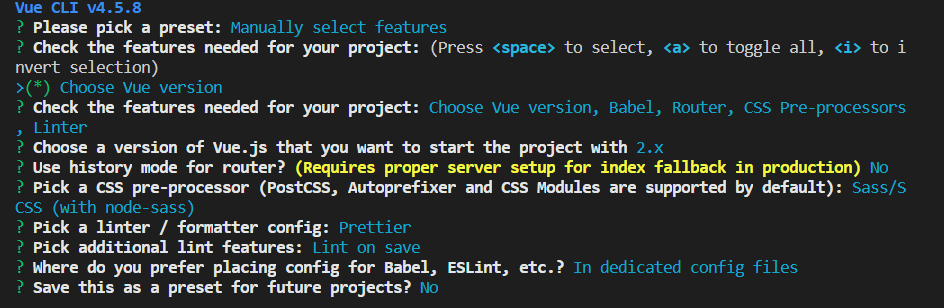 Vue CLI v4.5.8
? Please pick a preset: Manually select features
? Check the features needed for your project: (Press <space> to select, <a> to toggle all, <i> to i
nvert selection)
>(*) Choose Vue version
? Check the features needed for your project: Choose Vue version, Babel, Router, CSS Pre-processors
, Linter
? Choose a version of Vue.js that you want to start the project with 2.x
? Use history mode for router? (Requires proper server setup for index fallback in production) No
? Pick a CSS pre-processor (PostCSS, Autoprefixer and CSS Modules are supported by default): Sass/S
CSS (with node-sass)
? Pick a linter / formatter config: Prettier
? Pick additional lint features: Lint on save
? Where do you prefer placing config for Babel, ESLint, etc.? In dedicated config files
? Save this as a preset for future projects? No